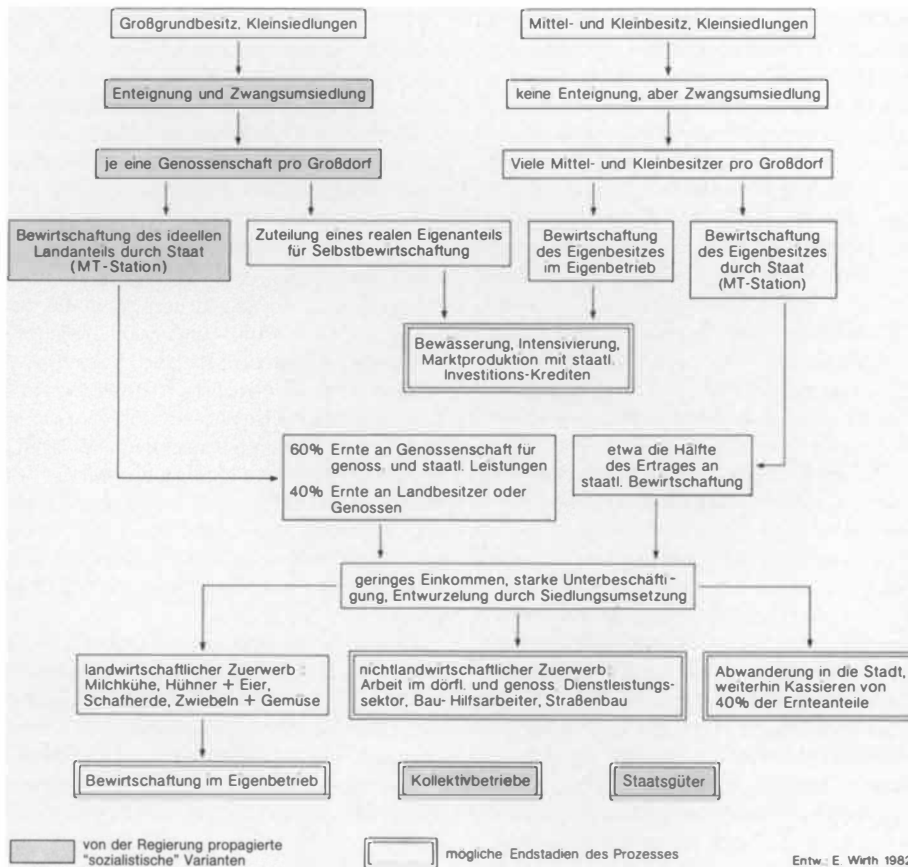 Großgrundbesitz, Kleinsiedlungen
Mittel- und Kleinbesitz, Kleinsiedlungen
Enteignung und Zwangsumsiedlung
keine Enteignung, aber Zwangsumsiedlung
je eine Genossenschaft pro Großdorf
Viele Mittel- und Kleinbesitzer pro Großdorf
Bewirtschaftung des ideellen
Landanteils durch Staat
(MT-Station)
Zuteilung eines realen Eigenanteils
für Selbstbewirtschaftung
Bewirtschaftung
des Eigenbesitzes
im Eigenbetrieb
Bewirtschaftung
des Eigenbesitzes
durch Staat
(MT-Station)
Bewässerung, Intensivierung,
Marktproduktion mit staatl.
Investitions-Krediten
60% Ernte an Genossenschaft für
genoss. und staatl. Leistungen
40% Ernte an Landbesitzer oder
Genossen
etwa die Hälfte
des Ertrages an
staatl. Bewirtschaftung
geringes Einkommen, starke Unterbeschäfti-
gung, Entwurzelung durch Siedlungsumsetzung
landwirtschaftlicher Zuerwerb:
Milchkühe, Hühner + Eier,
Schafherde, Zwiebeln + Gemüse
nichtlandwirtschaftlicher Zuerwerb:
Arbeit im dörfl. und genoss. Dienstleistungs-
sektor, Bau-Hilfsarbeiter, Straßenbau
Abwanderung in die Stadt,
weiterhin Kassieren von
40% der Ernteanteile
Bewirtschaftung im Eigenbetrieb
Kollektivbetriebe
Staatsgüter
von der Regierung propagierte
"sozialistische" Varianten
mögliche Endstadien des Prozesses
Entw.: E. Wirth